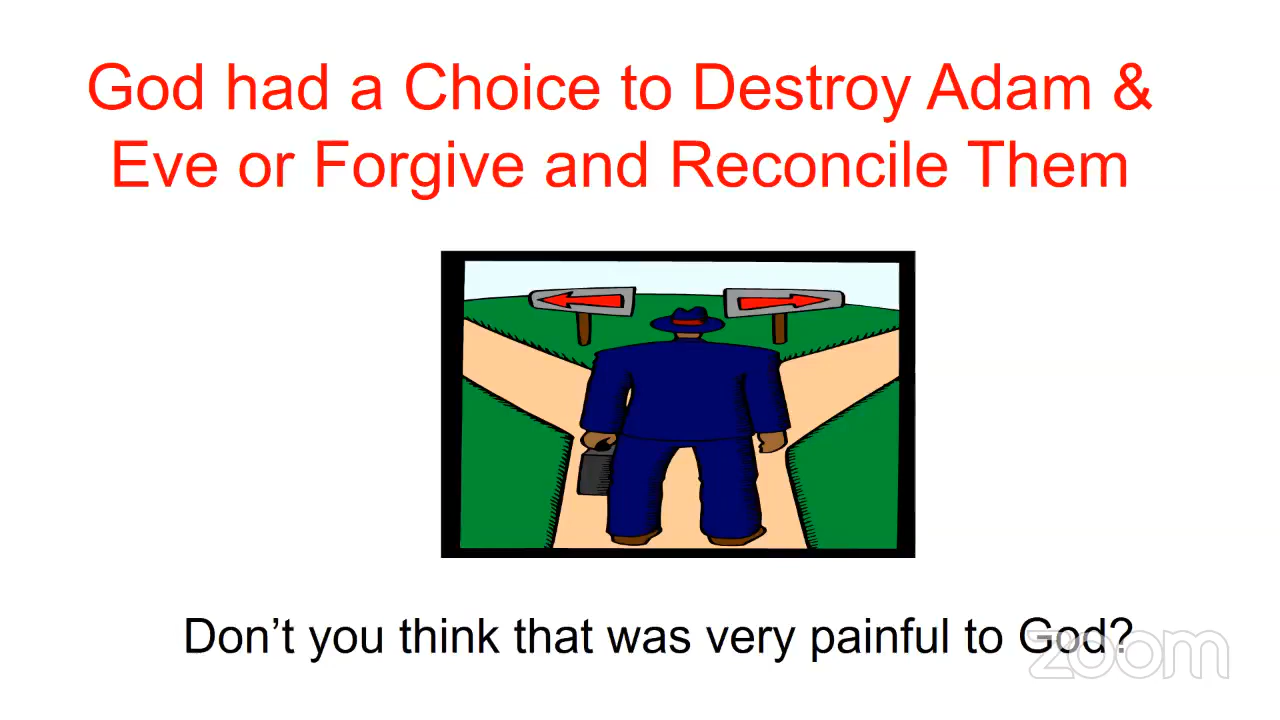 God had a Choice to Destroy Adam &
Eve or Forgive and Reconcile Them
Don’t you think that was very painful to God?
zoom